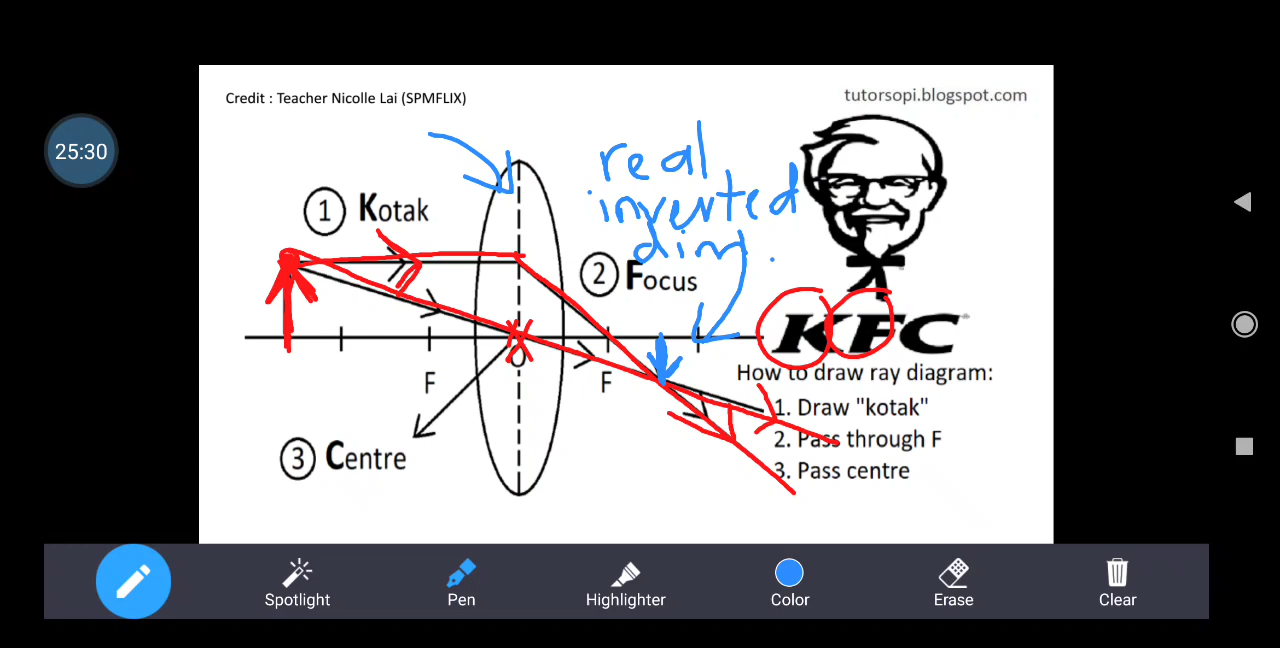 Credit : Teacher Nicolle Lai (SPMFLIX)
tutorsopi.blogspot.com
25:30
real
inverted
dim.
1 Kotak
2 Focus
O
F
F
KFC
How to draw ray diagram:
1. Draw "kotak"
2. Pass through F
3. Pass centre
3 Centre
Spotlight
Pen
Highlighter
Color
Erase
Clear